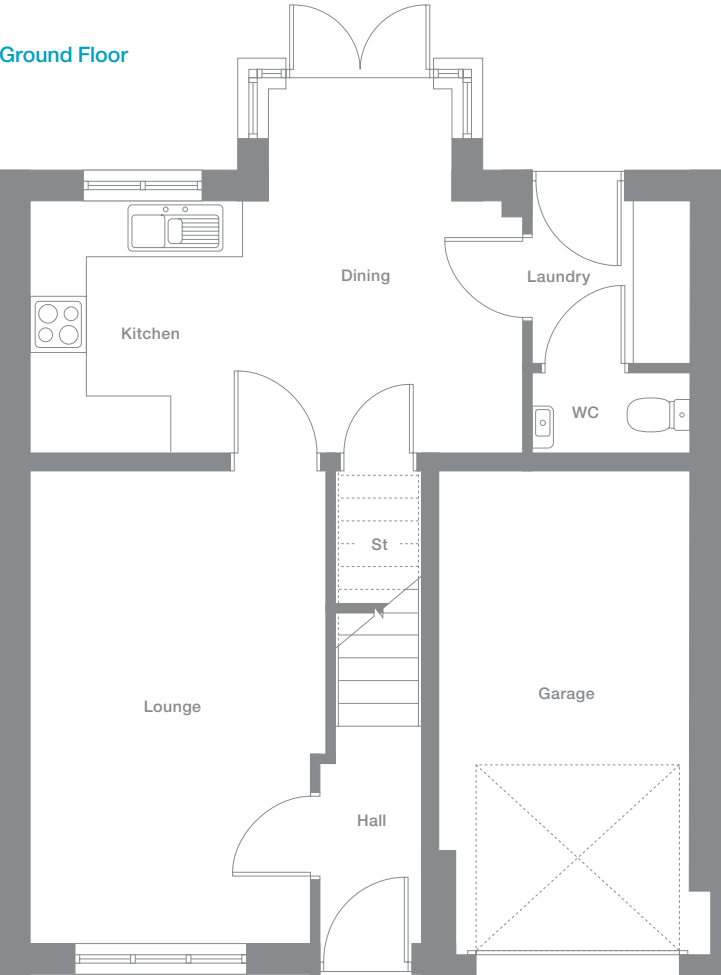 Ground Floor
Dining
Laundry
Kitchen
WC
St
Lounge
Garage
Hall